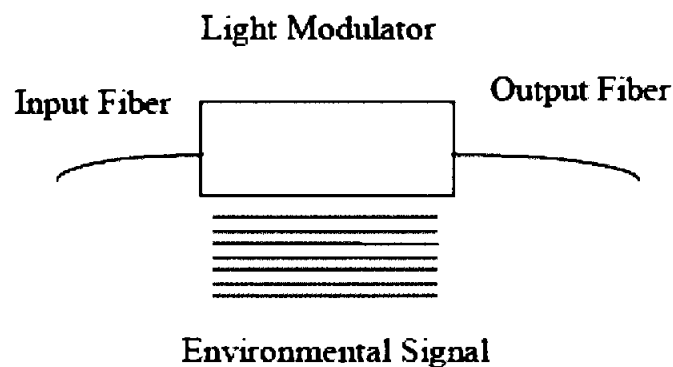 Light Modulator
Input Fiber
Output Fiber
Environmental Signal